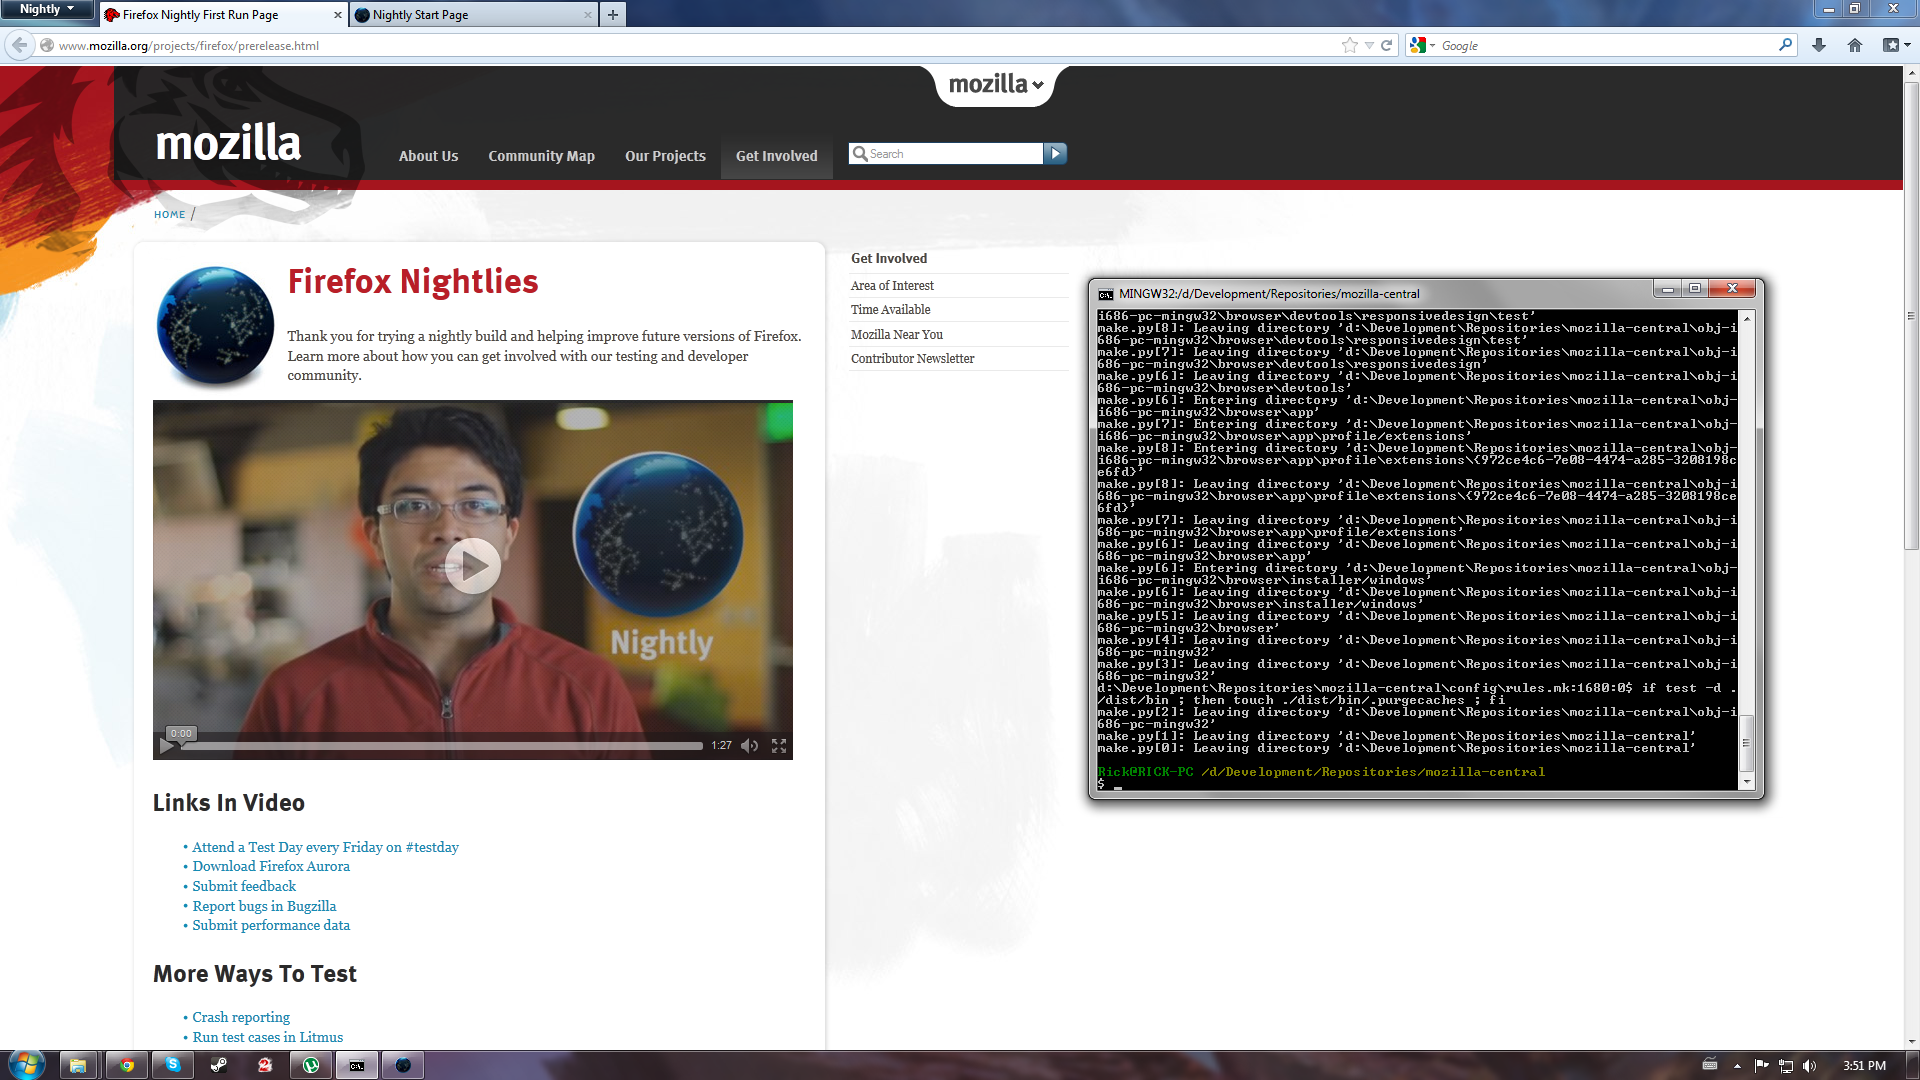 Nightly
Firefox Nightly First Run Page
Nightly Start Page
www.mozilla.org/projects/firefox/prerelease.html
Google
mozilla
mozilla
About Us
Community Map
Our Projects
Get Involved
Search
HOME /
Firefox Nightlies
Thank you for trying a nightly build and helping improve future versions of Firefox.
Learn more about how you can get involved with our testing and developer
community.
Nightly
0:00
1:27
Links In Video
• Attend a Test Day every Friday on #testday
• Download Firefox Aurora
• Submit feedback
• Report bugs in Bugzilla
• Submit performance data
More Ways To Test
• Crash reporting
• Run test cases in Litmus
Get Involved
Area of Interest
Time Available
Mozilla Near You
Contributor Newsletter
MINGW32:/d/Development/Repositories/mozilla-central
i686-pc-mingw32\browser\devtools\responsivedesign\test'
make.py[8]: Leaving directory 'd:\Development\Repositories\mozilla-central\obj-i
686-pc-mingw32\browser\devtools\responsivedesign\test'
make.py[7]: Leaving directory 'd:\Development\Repositories\mozilla-central\obj-i
686-pc-mingw32\browser\devtools\responsivedesign'
make.py[6]: Leaving directory 'd:\Development\Repositories\mozilla-central\obj-i
686-pc-mingw32\browser\devtools'
make.py[6]: Entering directory 'd:\Development\Repositories\mozilla-central\obj-
i686-pc-mingw32\browser\app'
make.py[7]: Entering directory 'd:\Development\Repositories\mozilla-central\obj-
i686-pc-mingw32\browser\app\profile/extensions'
make.py[8]: Entering directory 'd:\Development\Repositories\mozilla-central\obj-
i686-pc-mingw32\browser\app\profile\extensions\{972ce4c6-7e08-4474-a285-3208198c
e6fd}'
make.py[8]: Leaving directory 'd:\Development\Repositories\mozilla-central\obj-i
686-pc-mingw32\browser\app\profile\extensions\{972ce4c6-7e08-4474-a285-3208198ce
6fd}'
make.py[7]: Leaving directory 'd:\Development\Repositories\mozilla-central\obj-i
686-pc-mingw32\browser\app\profile/extensions'
make.py[6]: Leaving directory 'd:\Development\Repositories\mozilla-central\obj-i
686-pc-mingw32\browser\app'
make.py[6]: Entering directory 'd:\Development\Repositories\mozilla-central\obj-
i686-pc-mingw32\browser\installer/windows'
make.py[6]: Leaving directory 'd:\Development\Repositories\mozilla-central\obj-i
686-pc-mingw32\browser\installer/windows'
make.py[5]: Leaving directory 'd:\Development\Repositories\mozilla-central\obj-i
686-pc-mingw32\browser'
make.py[4]: Leaving directory 'd:\Development\Repositories\mozilla-central\obj-i
686-pc-mingw32'
make.py[3]: Leaving directory 'd:\Development\Repositories\mozilla-central\obj-i
686-pc-mingw32'
d:\Development\Repositories\mozilla-central\config\rules.mk:1680:0$ if test -d .
/dist/bin ; then touch ./dist/bin/.purgecaches ; fi
make.py[2]: Leaving directory 'd:\Development\Repositories\mozilla-central\obj-i
686-pc-mingw32'
make.py[1]: Leaving directory 'd:\Development\Repositories\mozilla-central'
make.py[0]: Leaving directory 'd:\Development\Repositories\mozilla-central'
Rick@RICK-PC /d/Development/Repositories/mozilla-central
$ _
3:51 PM